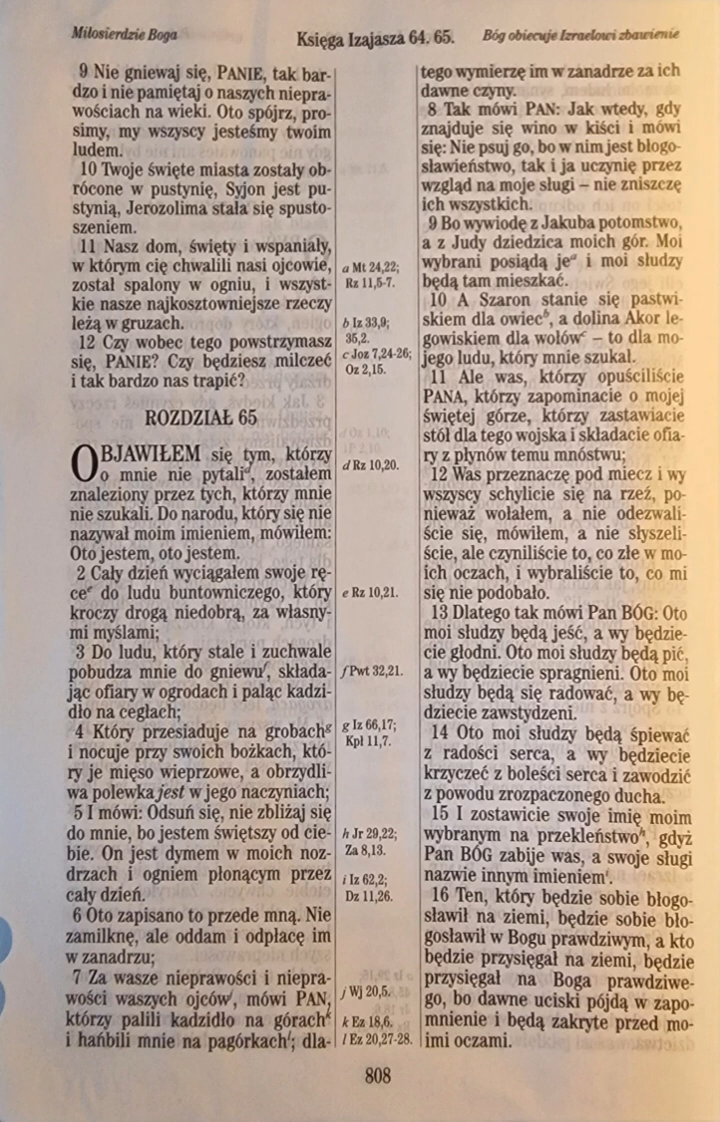 Miłosierdzie Boga
Księga Izajasza 64, 65.
Bóg obiecuje Izraelowi zbawienie
9 Nie gniewaj się, PANIE, tak bar-
dzo i nie pamiętaj o naszych niepra-
wościach na wieki. Oto spójrz, pro-
simy, my wszyscy jesteśmy twoim
ludem.
10 Twoje święte miasta zostały ob-
rócone w pustynię, Syjon jest pu-
stynią, Jerozolima stała się spusto-
szeniem.
11 Nasz dom, święty i wspaniały,
w którym cię chwalili nasi ojcowie,
został spalony w ogniu, i wszyst-
kie nasze najkosztowniejsze rzeczy
leżą w gruzach.
12 Czy wobec tego powstrzymasz
się, PANIE? Czy będziesz milczeć
i tak bardzo nas trapić?
ROZDZIAŁ 65
OBJAWIŁEM się tym, którzy
o mnie nie pytali^d, zostałem
znaleziony przez tych, którzy mnie
nie szukali. Do narodu, który się nie
nazywał moim imieniem, mówiłem:
Oto jestem, oto jestem.
2 Cały dzień wyciągałem swoje rę-
ce^e do ludu buntowniczego, który
kroczy drogą niedobrą, za własny-
mi myślami;
3 Do ludu, który stale i zuchwale
pobudza mnie do gniewu^f, składa-
jąc ofiary w ogrodach i paląc kadzi-
dło na cegłach;
4 Który przesiaduje na grobach^g
i nocuje przy swoich bożkach, któ-
ry je mięso wieprzowe, a obrzydli-
wa polewka jest w jego naczyniach;
5 I mówi: Odsuń się, nie zbliżaj się
do mnie, bo jestem świętszy od cie-
bie. On jest dymem w moich noz-
drzach i ogniem płonącym przez
cały dzień.
6 Oto zapisano to przede mną. Nie
zamilknę, ale oddam i odpłacę im
w zanadrzu;
7 Za wasze nieprawości i niepra-
wości waszych ojców^j, mówi PAN,
którzy palili kadzidło na górach^k
i hańbili mnie na pagórkach^l; dla-
a Mt 24,22;
Rz 11,5-7.
b Iz 33,9;
35,2.
c Joz 7,24-26;
Oz 2,15.
d Rz 10,20.
e Rz 10,21.
f Pwt 32,21.
g Iz 66,17;
Kpł 11,7.
h Jr 29,22;
Za 8,13.
i Iz 62,2;
Dz 11,26.
j Wj 20,5.
k Ez 18,6.
l Ez 20,27-28.
tego wymierzę im w zanadrze za ich
dawne czyny.
8 Tak mówi PAN: Jak wtedy, gdy
znajduje się wino w kiści i mówi
się: Nie psuj go, bo w nim jest błogo-
sławieństwo, tak i ja uczynię przez
wzgląd na moje sługi – nie zniszczę
ich wszystkich.
9 Bo wywiodę z Jakuba potomstwo,
a z Judy dziedzica moich gór. Moi
wybrani posiądą je^a i moi słudzy
będą tam mieszkać.
10 A Szaron stanie się pastwi-
skiem dla owiec^b, a dolina Akor le-
gowiskiem dla wołów^c – to dla mo-
jego ludu, który mnie szukał.
11 Ale was, którzy opuściliście
PANA, którzy zapominacie o mojej
świętej górze, którzy zastawiacie
stół dla tego wojska i składacie ofia-
ry z płynów temu mnóstwu;
12 Was przeznaczę pod miecz i wy
wszyscy schylicie się na rzeź, po-
nieważ wołałem, a nie odezwali-
ście się, mówiłem, a nie słyszeli-
ście, ale czyniliście to, co złe w mo-
ich oczach, i wybraliście to, co mi
się nie podobało.
13 Dlatego tak mówi Pan BÓG: Oto
moi słudzy będą jeść, a wy będzie-
cie głodni. Oto moi słudzy będą pić,
a wy będziecie spragnieni. Oto moi
słudzy będą się radować, a wy bę-
dziecie zawstydzeni.
14 Oto moi słudzy będą śpiewać
z radości serca, a wy będziecie
krzyczeć z boleści serca i zawodzić
z powodu zrozpaczonego ducha.
15 I zostawicie swoje imię moim
wybranym na przekleństwo^h, gdyż
Pan BÓG zabije was, a swoje sługi
nazwie innym imieniem^i.
16 Ten, który będzie sobie błogo-
sławił na ziemi, będzie sobie bło-
gosławił w Bogu prawdziwym, a kto
będzie przysięgał na ziemi, będzie
przysięgał na Boga prawdziwe-
go, bo dawne uciski pójdą w zapo-
mnienie i będą zakryte przed mo-
imi oczami.
808